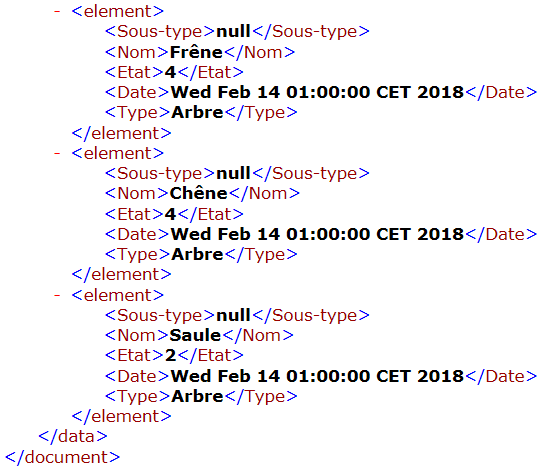 - <element>
<Sous-type>null</Sous-type>
<Nom>Frêne</Nom>
<Etat>4</Etat>
<Date>Wed Feb 14 01:00:00 CET 2018</Date>
<Type>Arbre</Type>
</element>
- <element>
<Sous-type>null</Sous-type>
<Nom>Chêne</Nom>
<Etat>4</Etat>
<Date>Wed Feb 14 01:00:00 CET 2018</Date>
<Type>Arbre</Type>
</element>
- <element>
<Sous-type>null</Sous-type>
<Nom>Saule</Nom>
<Etat>2</Etat>
<Date>Wed Feb 14 01:00:00 CET 2018</Date>
<Type>Arbre</Type>
</element>
</data>
</document>